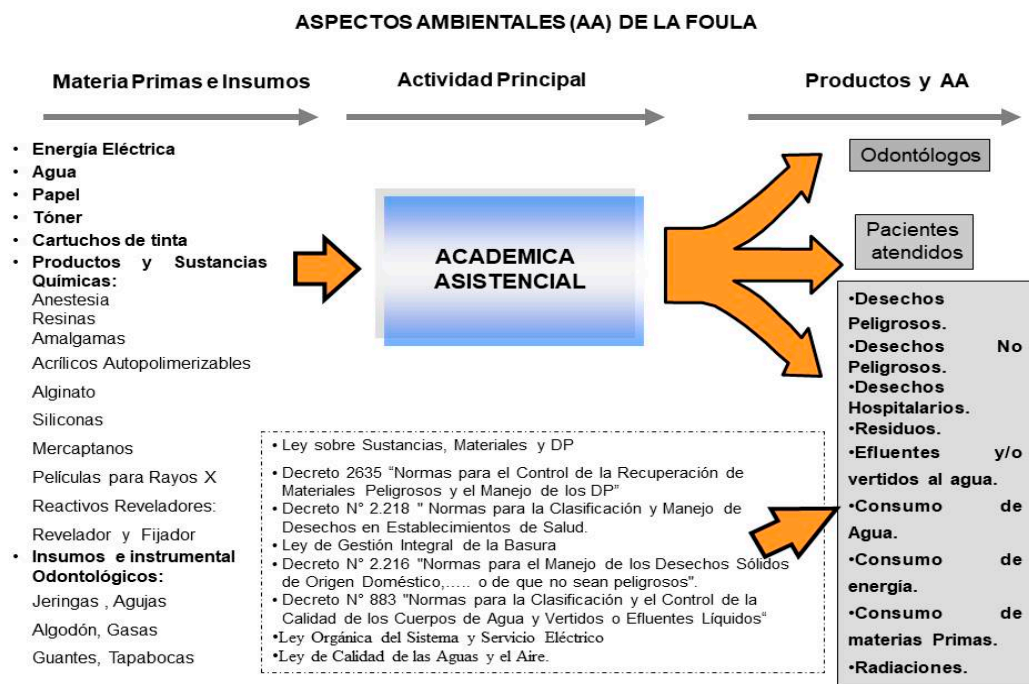 ASPECTOS AMBIENTALES (AA) DE LA FOULA
Materia Primas e Insumos
Actividad Principal
Productos y AA
• Energía Eléctrica
• Agua
• Papel
• Tóner
• Cartuchos de tinta
• Productos y Sustancias
Químicas:
Anestesia
Resinas
Amalgamas
Acrílicos Autopolimerizables
Alginato
Siliconas
Mercaptanos
Películas para Rayos X
Reactivos Reveladores:
Revelador y Fijador
• Insumos e instrumental
Odontológicos:
Jeringas , Agujas
Algodón, Gasas
Guantes, Tapabocas
ACADEMICA
ASISTENCIAL
• Ley sobre Sustancias, Materiales y DP
• Decreto 2635 “Normas para el Control de la Recuperación de
Materiales Peligrosos y el Manejo de los DP”
• Decreto N° 2.218 " Normas para la Clasificación y Manejo de
Desechos en Establecimientos de Salud.
• Ley de Gestión Integral de la Basura
• Decreto N° 2.216 "Normas para el Manejo de los Desechos Sólidos
de Origen Doméstico,..... o de que no sean peligrosos".
• Decreto N° 883 "Normas para la Clasificación y el Control de la
Calidad de los Cuerpos de Agua y Vertidos o Efluentes Líquidos“
•Ley Orgánica del Sistema y Servicio Eléctrico
•Ley de Calidad de las Aguas y el Aire.
Odontólogos
Pacientes
atendidos
•Desechos
Peligrosos.
•Desechos No
Peligrosos.
•Desechos
Hospitalarios.
•Residuos.
•Efluentes y/o
vertidos al agua.
•Consumo de
Agua.
•Consumo de
energía.
•Consumo de
materias Primas.
•Radiaciones.